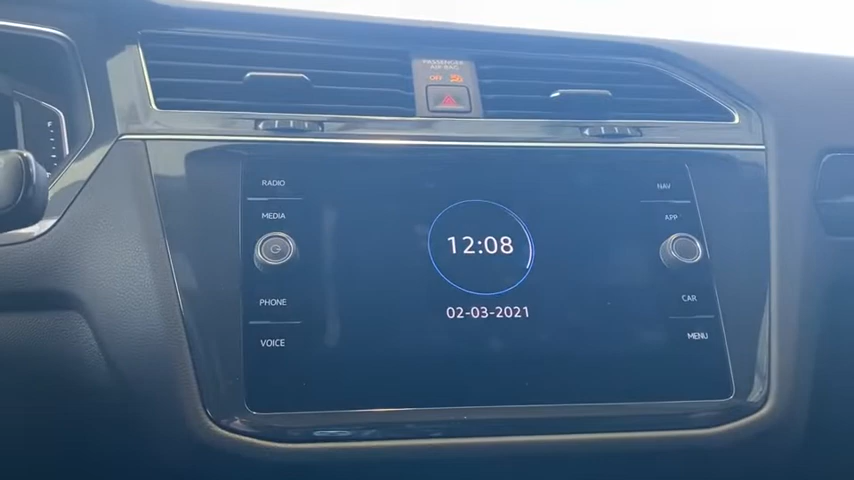 PASSENGER
AIR BAG
OFF
F
RADIO
MEDIA
PHONE
VOICE
12:08
02-03-2021
NAV
APP
CAR
MENU